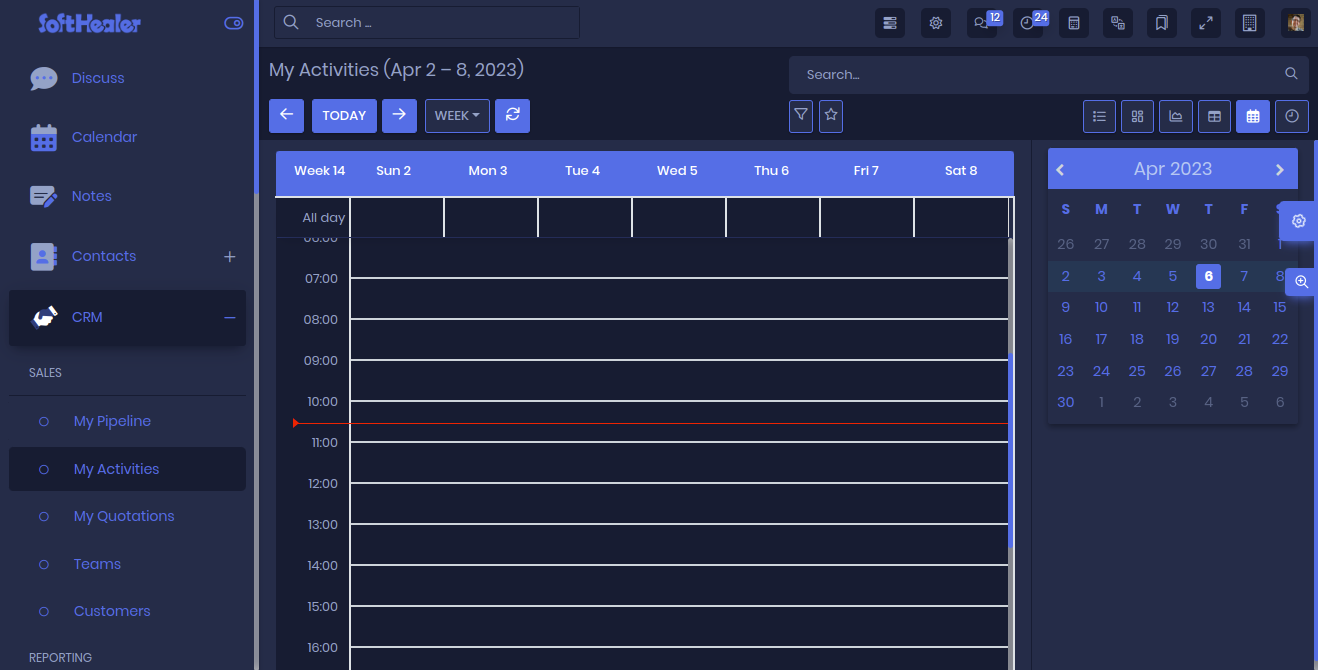 SoftHealer
Search ...
12
24
Discuss
Calendar
Notes
Contacts
CRM
SALES
My Pipeline
My Activities
My Quotations
Teams
Customers
REPORTING
My Activities (Apr 2 – 8, 2023)
Search...
TODAY
WEEK
Week 14 Sun 2 Mon 3 Tue 4 Wed 5 Thu 6 Fri 7 Sat 8
All day
06:00
07:00
08:00
09:00
10:00
11:00
12:00
13:00
14:00
15:00
16:00
Apr 2023
S M T W T F S
26 27 28 29 30 31 1
2 3 4 5 6 7 8
9 10 11 12 13 14 15
16 17 18 19 20 21 22
23 24 25 26 27 28 29
30 1 2 3 4 5 6